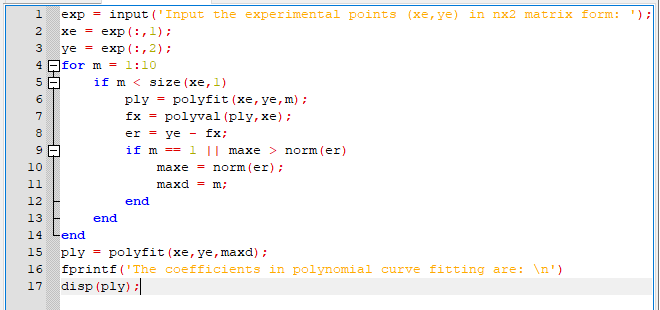 1 exp = input('Input the experimental points (xe,ye) in nx2 matrix form: ');
2 xe = exp(:,1);
3 ye = exp(:,2);
4 for m = 1:10
5 if m < size(xe,1)
6 ply = polyfit(xe,ye,m);
7 fx = polyval(ply,xe);
8 er = ye - fx;
9 if m == 1 || maxe > norm(er)
10 maxe = norm(er);
11 maxd = m;
12 end
13 end
14 end
15 ply = polyfit(xe,ye,maxd);
16 fprintf('The coefficients in polynomial curve fitting are: \n')
17 disp(ply);